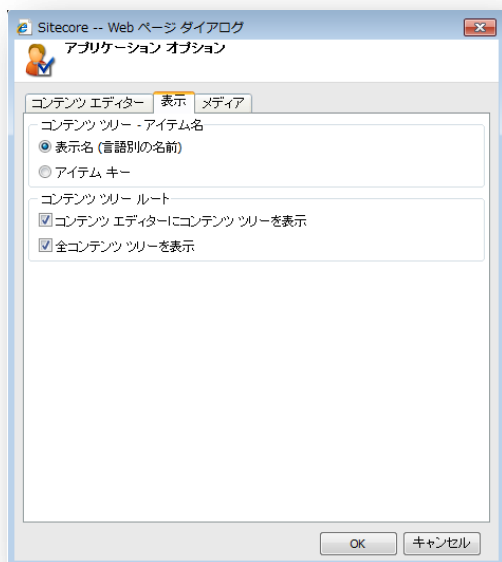 Sitecore -- Web ページ ダイアログ
アプリケーション オプション
コンテンツ エディター 表示 メディア
コンテンツ ツリー - アイテム名
表示名 (言語別の名前)
アイテム キー
コンテンツ ツリー ルート
コンテンツ エディターにコンテンツ ツリーを表示
全コンテンツ ツリーを表示
OK キャンセル